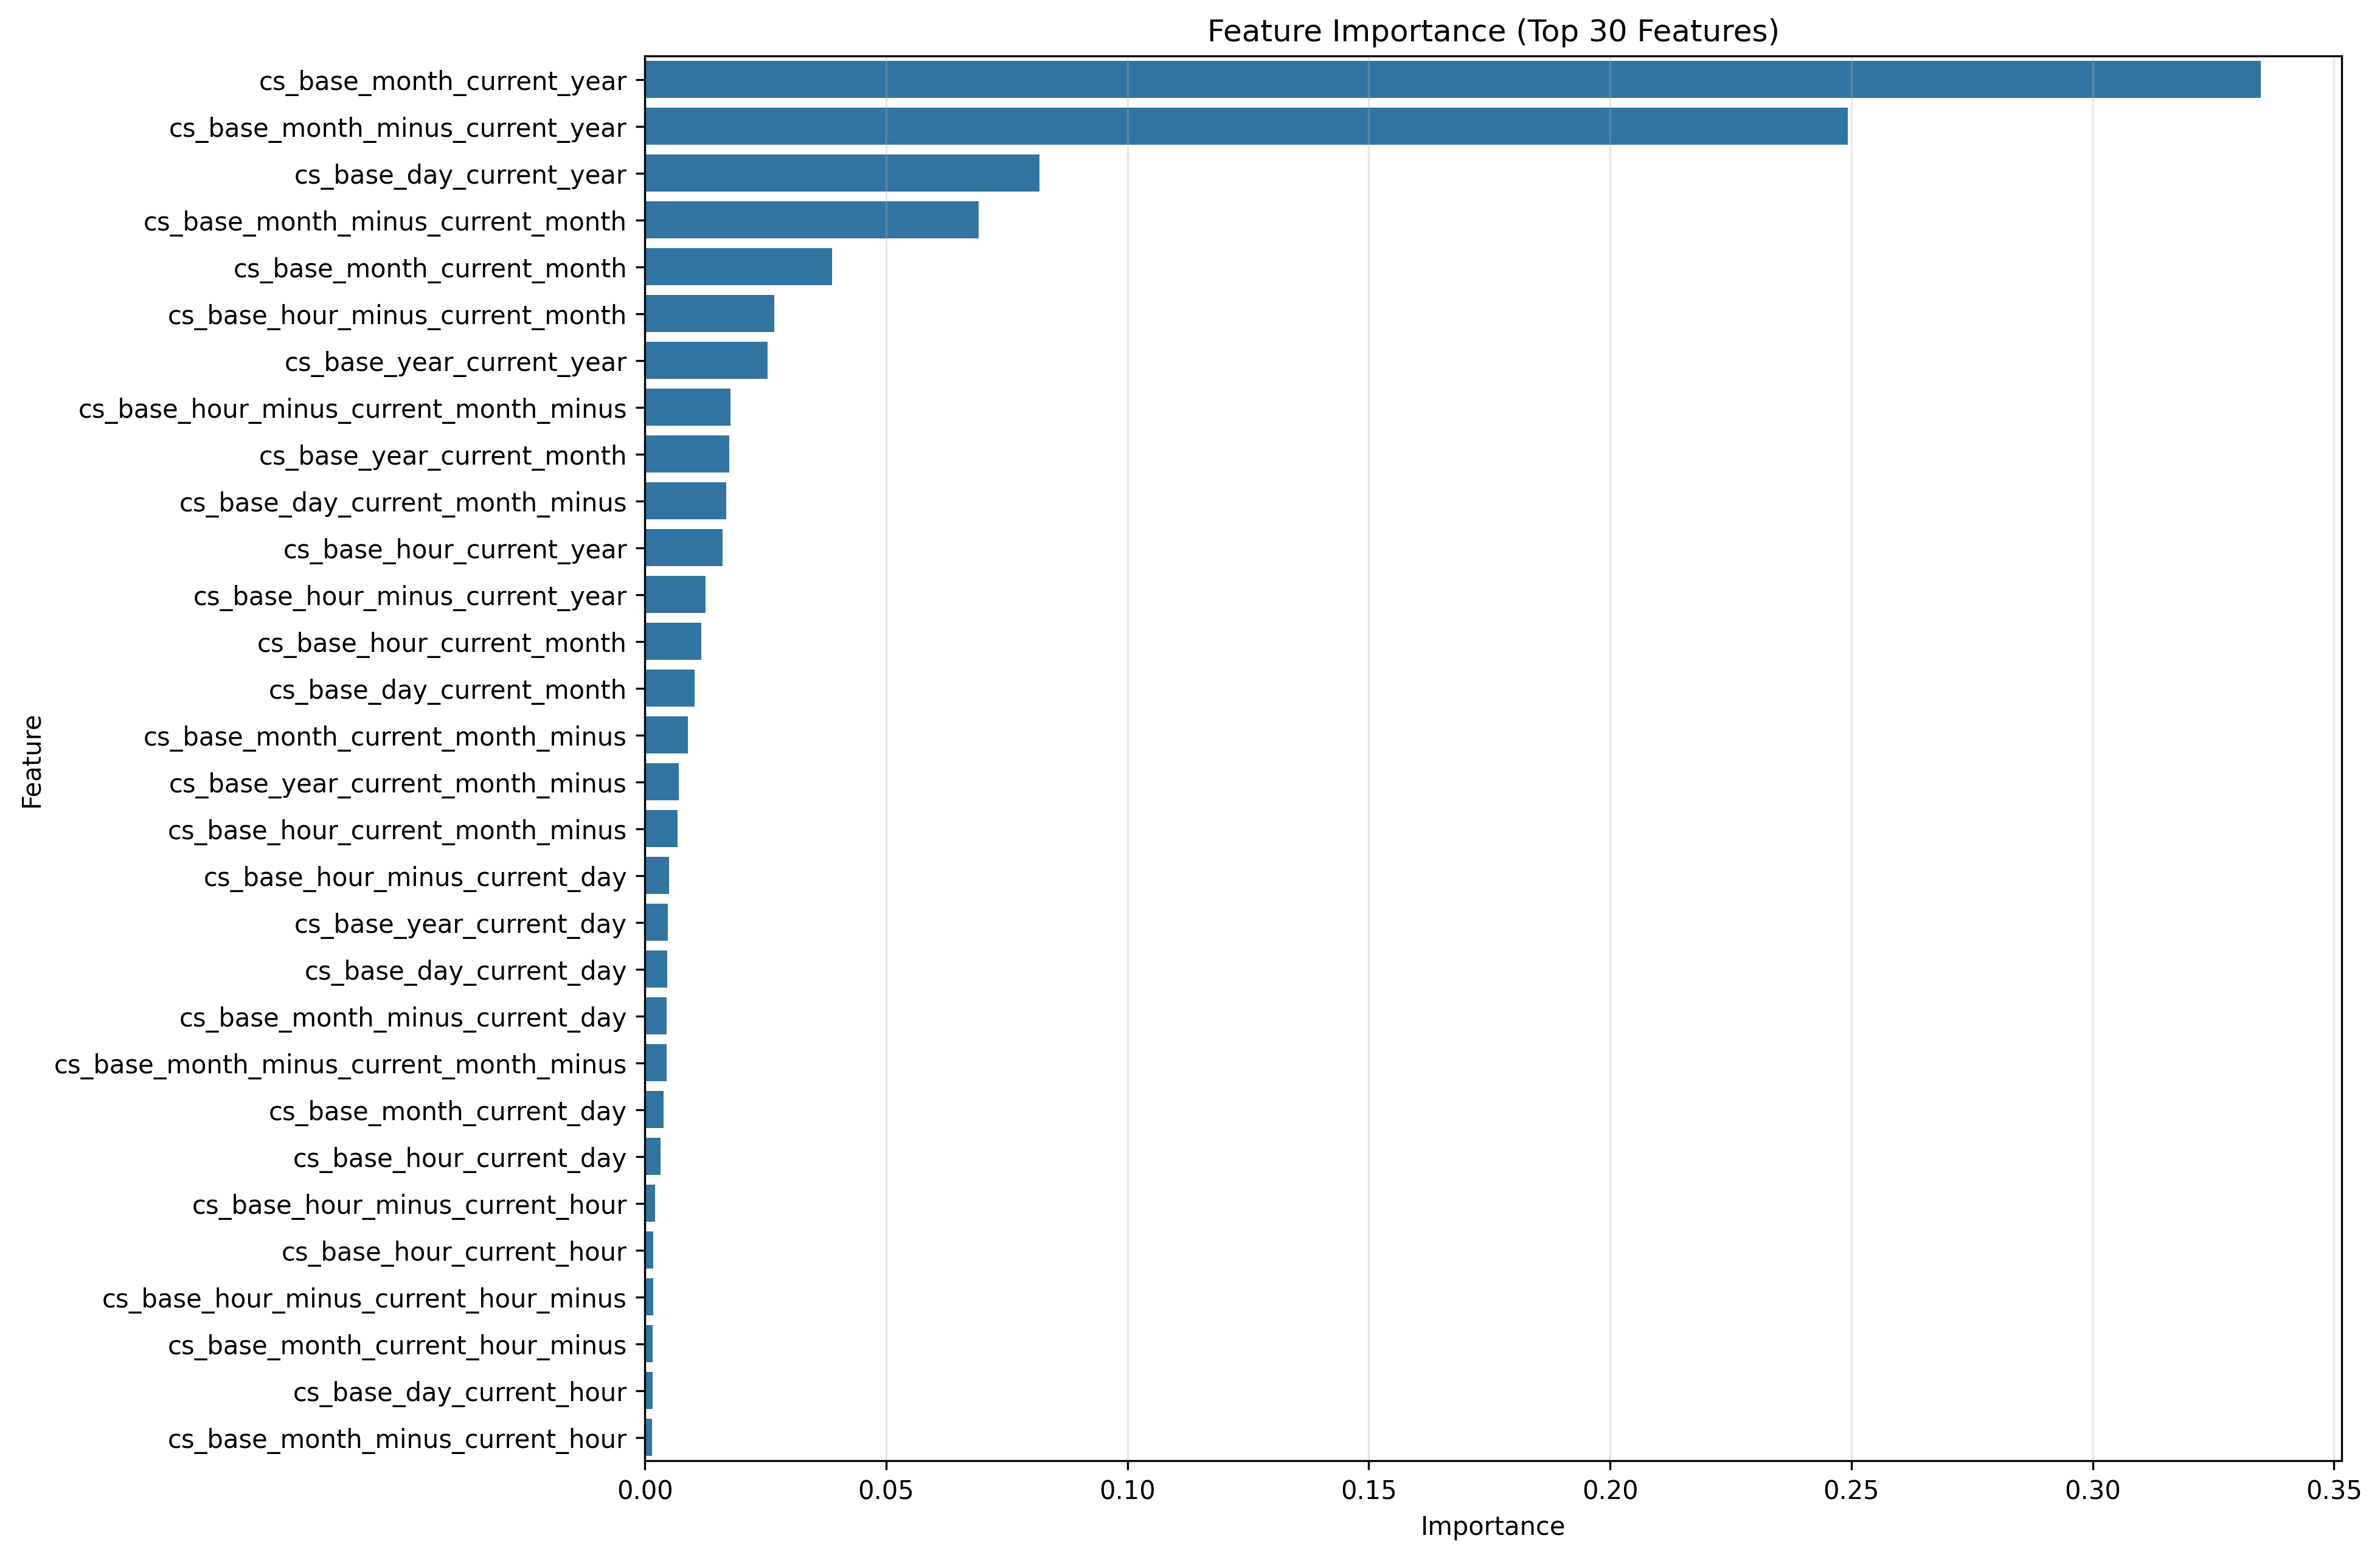 Feature Importance (Top 30 Features)
cs_base_month_current_year
cs_base_month_minus_current_year
cs_base_day_current_year
cs_base_month_minus_current_month
cs_base_month_current_month
cs_base_hour_minus_current_month
cs_base_year_current_year
cs_base_hour_minus_current_month_minus
cs_base_year_current_month
cs_base_day_current_month_minus
cs_base_hour_current_year
cs_base_hour_minus_current_year
cs_base_hour_current_month
cs_base_day_current_month
cs_base_month_current_month_minus
cs_base_year_current_month_minus
cs_base_hour_current_month_minus
cs_base_hour_minus_current_day
cs_base_year_current_day
cs_base_day_current_day
cs_base_month_minus_current_day
cs_base_month_minus_current_month_minus
cs_base_month_current_day
cs_base_hour_current_day
cs_base_hour_minus_current_hour
cs_base_hour_current_hour
cs_base_hour_minus_current_hour_minus
cs_base_month_current_hour_minus
cs_base_day_current_hour
cs_base_month_minus_current_hour
Feature
0.00 0.05 0.10 0.15 0.20 0.25 0.30 0.35
Importance